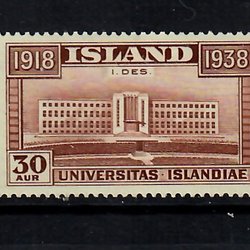 1918 ISLAND 1938
1. DES.
30
AUR
UNIVERSITAS · ISLANDIAE